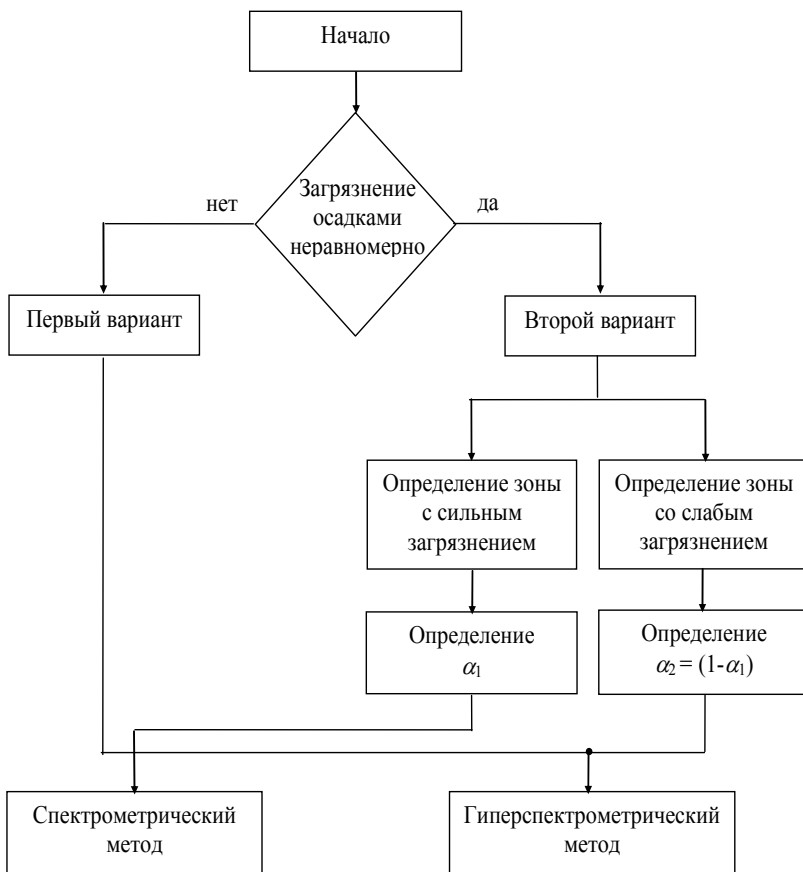 Начало
Загрязнение
осадками
неравномерно
нет
да
Первый вариант
Второй вариант
Определение зоны
с сильным
загрязнением
Определение зоны
со слабым
загрязнением
Определение
α₁
Определение
α₂ = (1-α₁)
Спектрометрический
метод
Гиперспектрометрический
метод